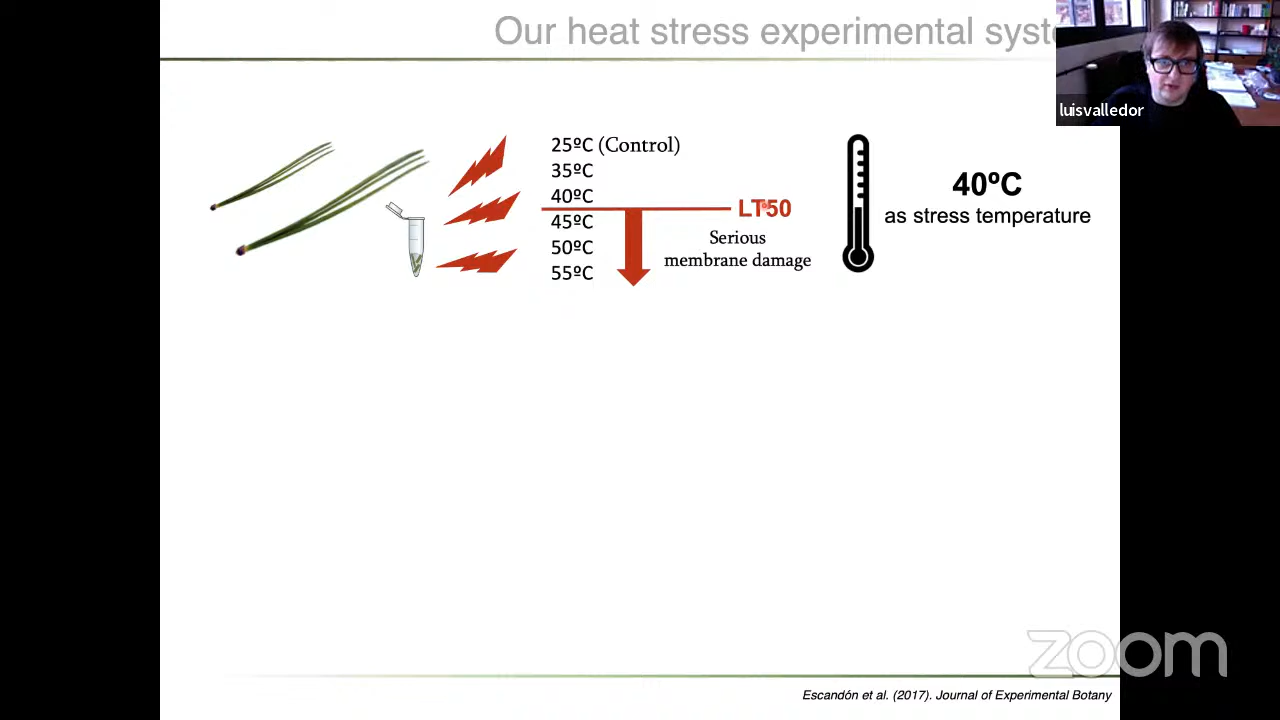 Our heat stress experimental syst
luisvalledor
25ºC (Control)
35ºC
40ºC
45ºC
50ºC
55ºC
LT50
Serious
membrane damage
40ºC
as stress temperature
zoom
Escandón et al. (2017). Journal of Experimental Botany